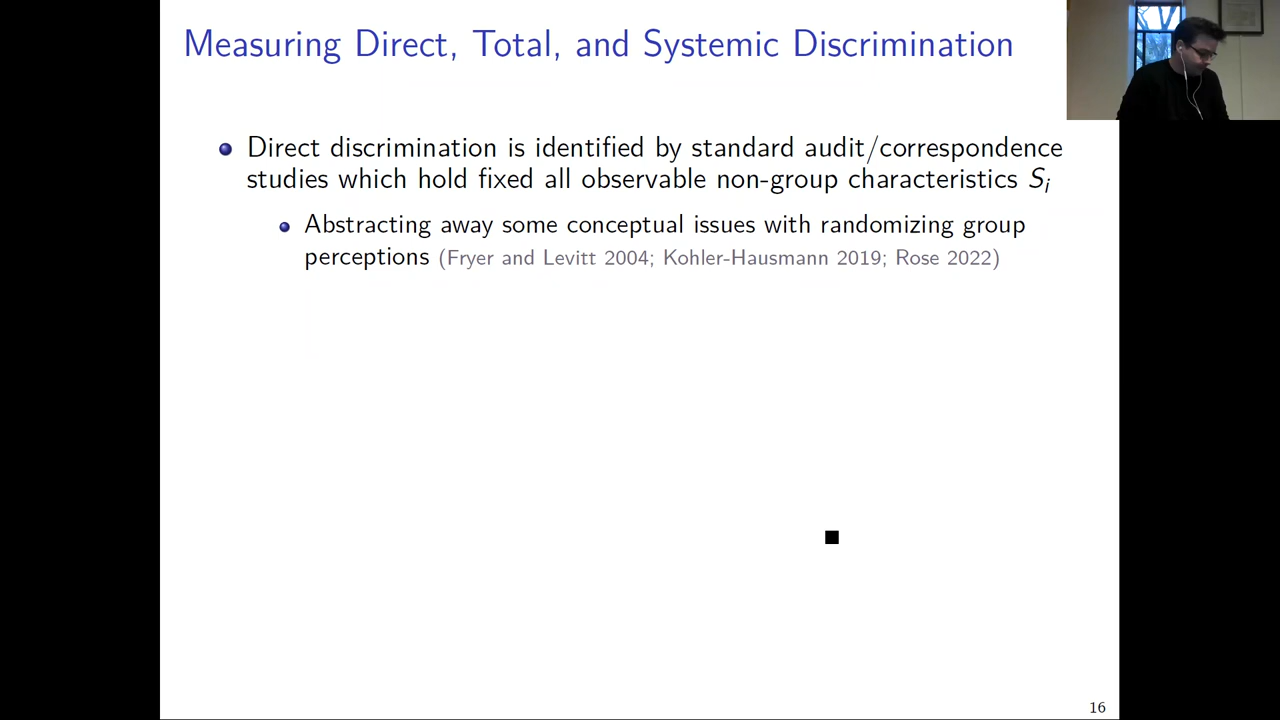 Measuring Direct, Total, and Systemic Discrimination
Direct discrimination is identified by standard audit/correspondence
studies which hold fixed all observable non-group characteristics Si
Abstracting away some conceptual issues with randomizing group
perceptions (Fryer and Levitt 2004; Kohler-Hausmann 2019; Rose 2022)
16